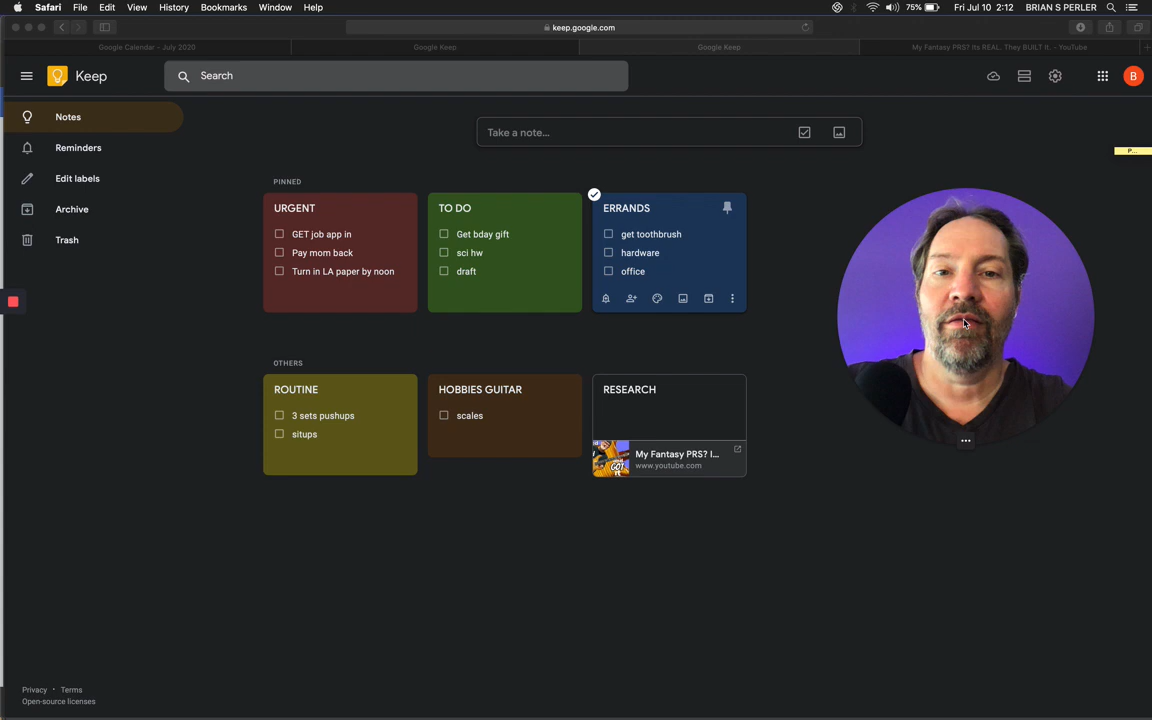 Safari File Edit View History Bookmarks Window Help 75% Fri Jul 10 2:12 BRIAN S PERLER
keep.google.com
Google Calendar - July 2020 Google Keep Google Keep My Fantasy PRS? Its REAL. They BUILT It. - YouTube
Keep Search B
Notes
Reminders
Edit labels
Archive
Trash
Take a note...
P...
PINNED
URGENT
GET job app in
Pay mom back
Turn in LA paper by noon
TO DO
Get bday gift
sci hw
draft
ERRANDS
get toothbrush
hardware
office
OTHERS
ROUTINE
3 sets pushups
situps
HOBBIES GUITAR
scales
RESEARCH
GOT
My Fantasy PRS? I...
www.youtube.com
Privacy · Terms
Open-source licenses